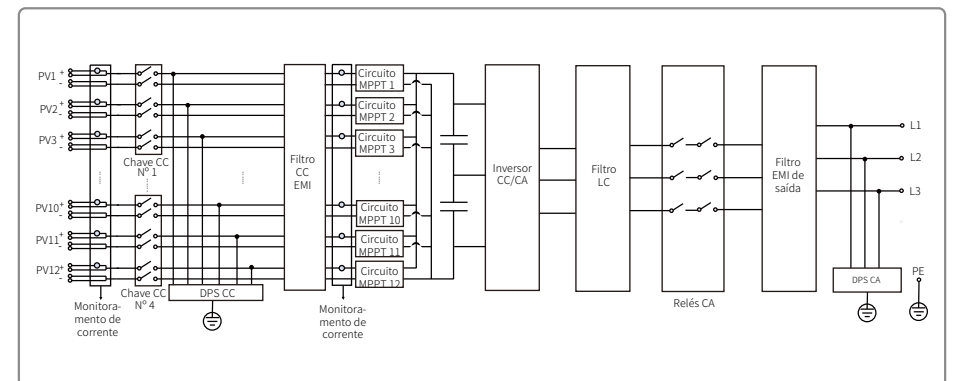 PV1 +
-
PV2 +
-
PV3 +
-
Chave CC
Nº 1
PV10 +
-
PV11 +
-
PV12 +
-
Chave CC
Nº 4
Monitora-
mento de
corrente
DPS CC
Filtro
CC
EMI
Circuito
MPPT 1
Circuito
MPPT 2
Circuito
MPPT 3
Circuito
MPPT 10
Circuito
MPPT 11
Circuito
MPPT 12
Monitora-
mento de
corrente
Inversor
CC/CA
Filtro
LC
Relés CA
Filtro
EMI de
saída
L1
L2
L3
DPS CA
PE